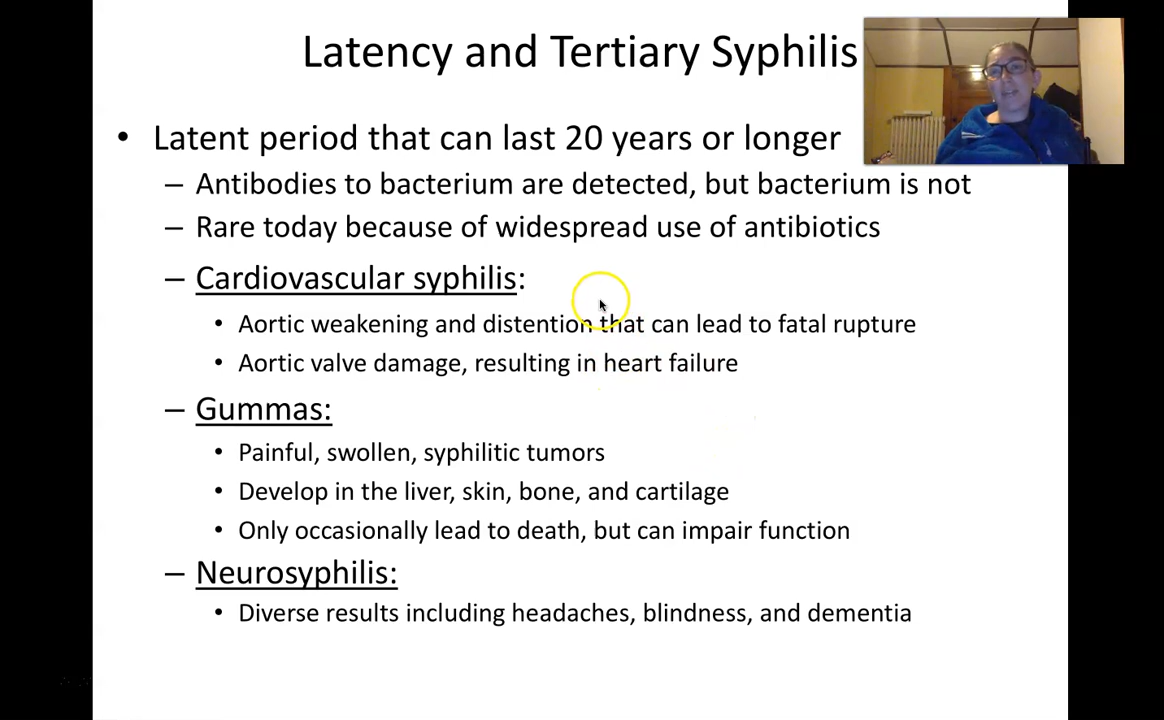 Latency and Tertiary Syphilis
• Latent period that can last 20 years or longer
– Antibodies to bacterium are detected, but bacterium is not
– Rare today because of widespread use of antibiotics
– Cardiovascular syphilis:
• Aortic weakening and distention that can lead to fatal rupture
• Aortic valve damage, resulting in heart failure
– Gummas:
• Painful, swollen, syphilitic tumors
• Develop in the liver, skin, bone, and cartilage
• Only occasionally lead to death, but can impair function
– Neurosyphilis:
• Diverse results including headaches, blindness, and dementia